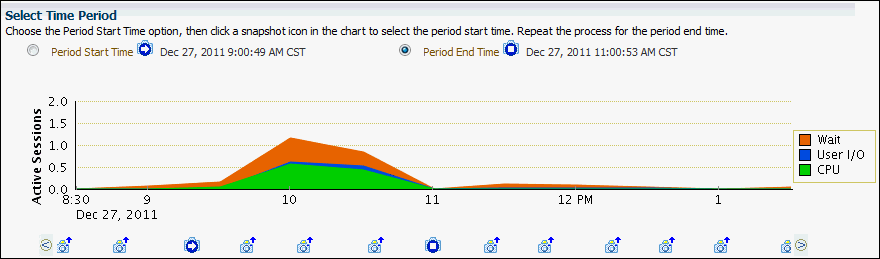 Select Time Period
Choose the Period Start Time option, then click a snapshot icon in the chart to select the period start time. Repeat the process for the period end time.
Period Start Time Dec 27, 2011 9:00:49 AM CST Period End Time Dec 27, 2011 11:00:53 AM CST
Active Sessions
2.0
1.5
1.0
0.5
0.0
8:30 9 10 11 12 PM 1
Dec 27, 2011
Wait
User I/O
CPU